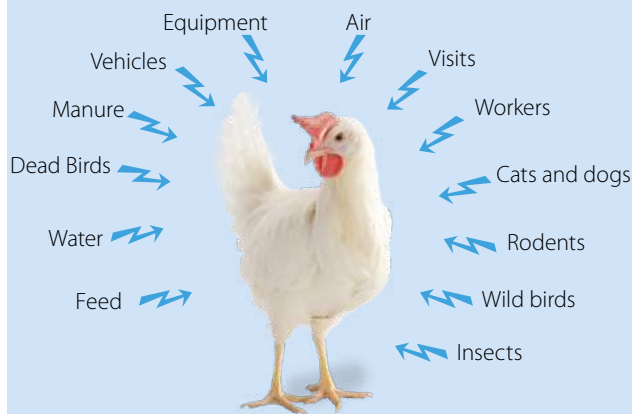 Equipment
Air
Vehicles
Visits
Manure
Workers
Dead Birds
Cats and dogs
Water
Rodents
Feed
Wild birds
Insects